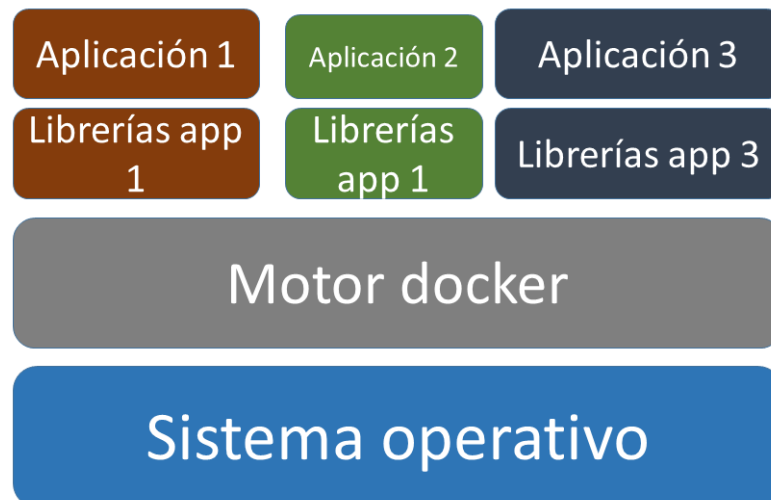 Aplicación 1
Aplicación 2
Aplicación 3
Librerías app
1
Librerías
app 1
Librerías app 3
Motor docker
Sistema operativo